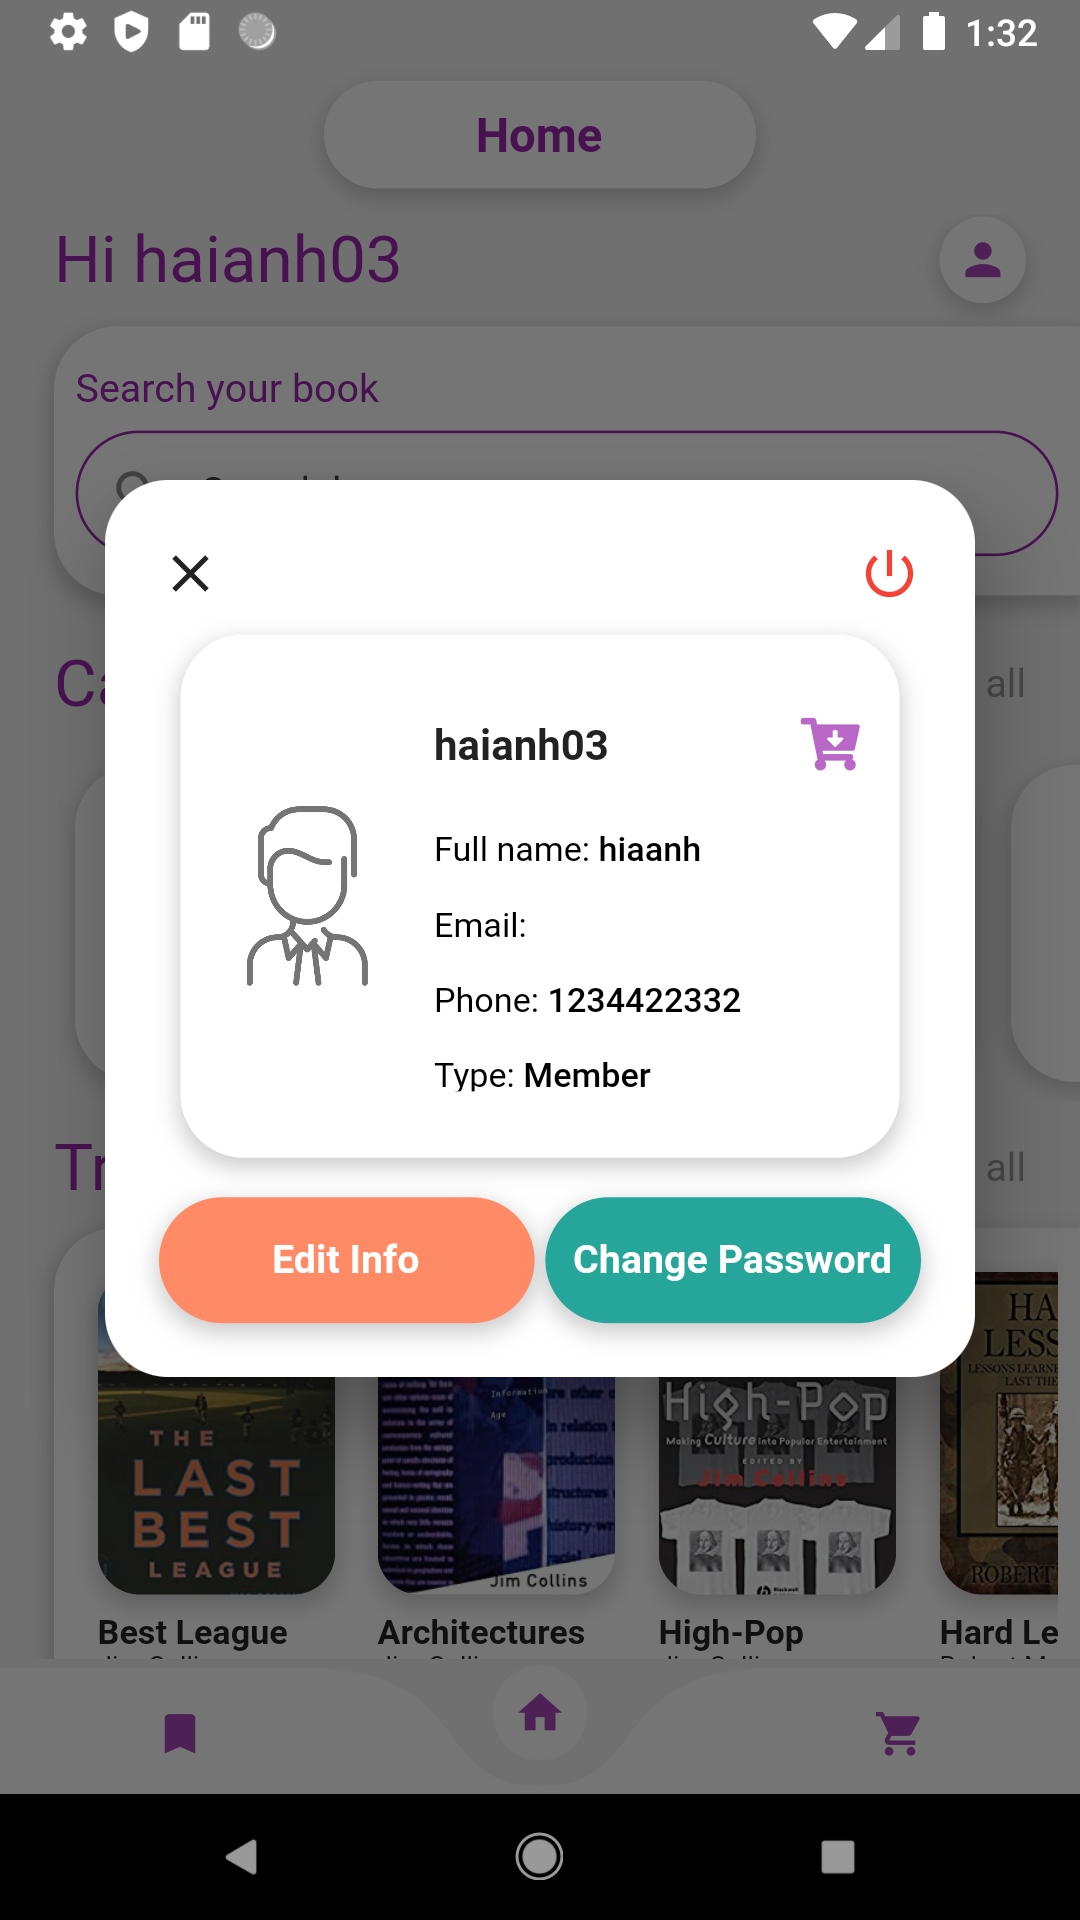 1:32
Home
Hi haianh03
Search your book
all
haianh03
Full name: hiaanh
Email:
Phone: 1234422332
Type: Member
all
Edit Info
Change Password
THE
LAST
BEST
LEAGUE
Information
Age
Jim Collins
High-Pop
Making Culture into Popular Entertainment
EDITED BY
Jim Collins
HA
LESS
LESSONS LEARNE
LAST THE
ROBERT
Best League
Architectures
High-Pop
Hard Le